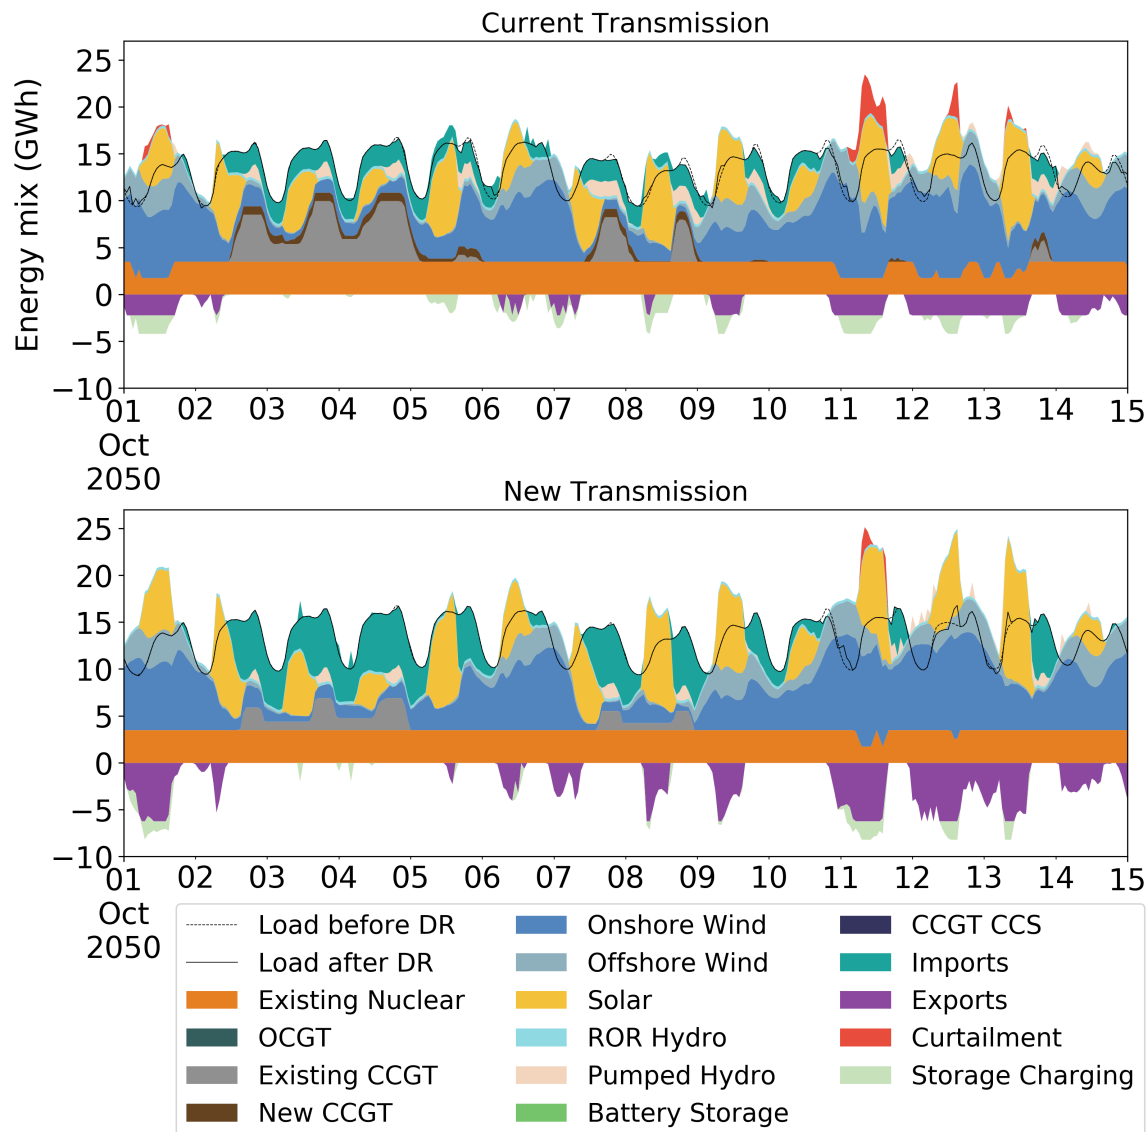 Current Transmission
Energy mix (GWh)
25
20
15
10
5
0
−5
−10
01 02 03 04 05 06 07 08 09 10 11 12 13 14 15
Oct
2050
New Transmission
25
20
15
10
5
0
−5
−10
01 02 03 04 05 06 07 08 09 10 11 12 13 14 15
Oct
2050
Load before DR
Load after DR
Existing Nuclear
OCGT
Existing CCGT
New CCGT
Onshore Wind
Offshore Wind
Solar
ROR Hydro
Pumped Hydro
Battery Storage
CCGT CCS
Imports
Exports
Curtailment
Storage Charging